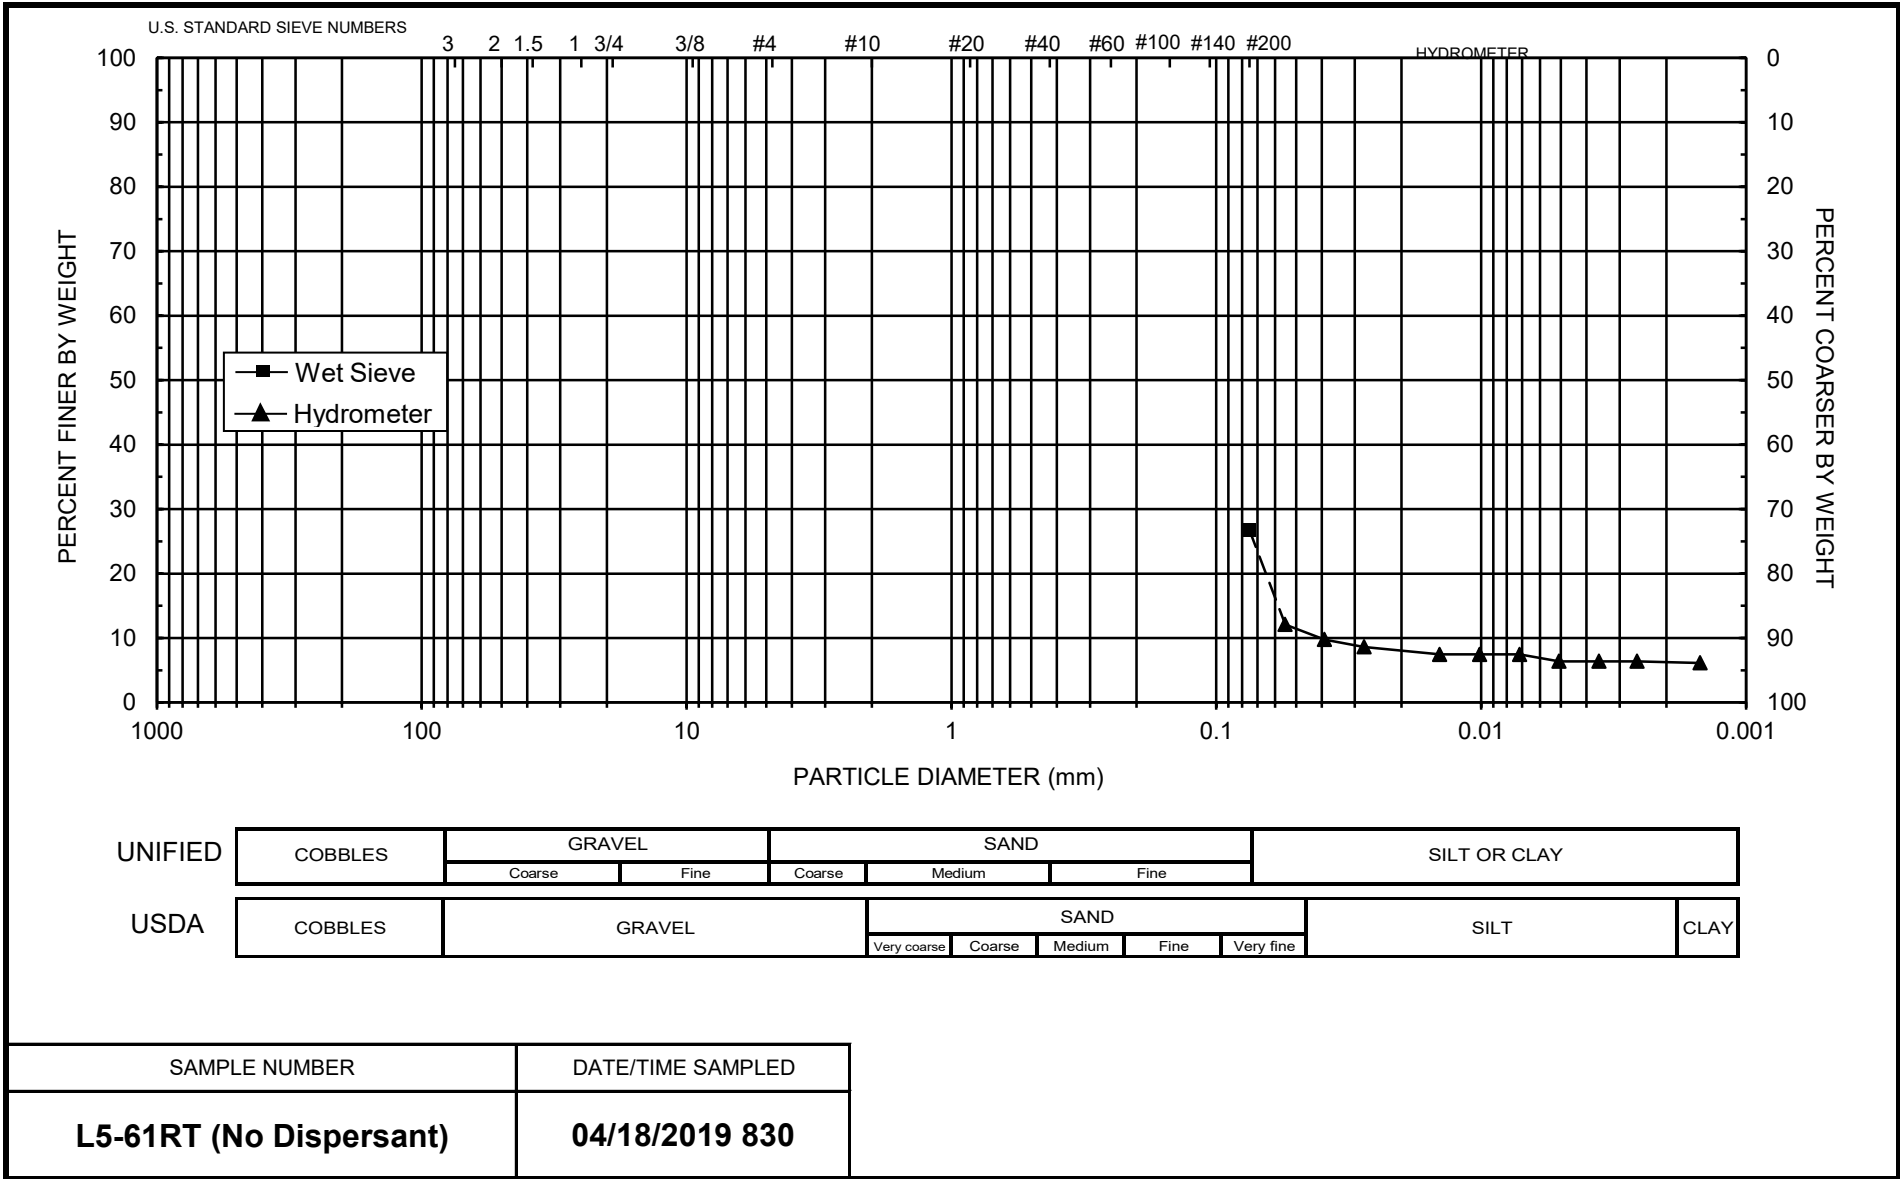 U.S. STANDARD SIEVE NUMBERS
3 2 1.5 1 3/4 3/8 #4 #10 #20 #40 #60 #100 #140 #200
HYDROMETER
100 0
90 10
80 20
70 30
60 40
50 50
40 60
30 70
20 80
10 90
0 100
PERCENT FINER BY WEIGHT
PERCENT COARSER BY WEIGHT
Wet Sieve
Hydrometer
1000 100 10 1 0.1 0.01 0.001
PARTICLE DIAMETER (mm)
UNIFIED
COBBLES
GRAVEL
SAND
SILT OR CLAY
Coarse Fine Coarse Medium Fine
USDA
COBBLES
GRAVEL
SAND
SILT
CLAY
Very coarse Coarse Medium Fine Very fine
SAMPLE NUMBER
DATE/TIME SAMPLED
L5-61RT (No Dispersant)
04/18/2019 830